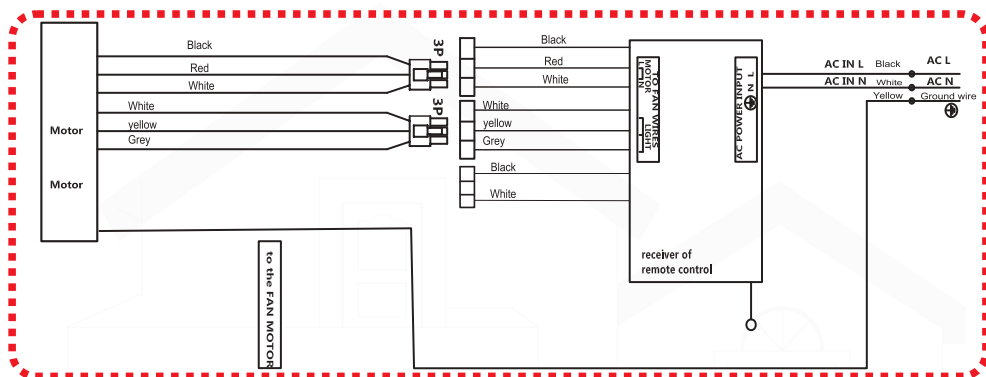 Black
Red
White
White
yellow
Grey
Motor
Motor
3P
3P
to the FAN MOTOR
Black
Red
White
White
yellow
Grey
Black
White
TO FAN WIRES
MOTOR
L IN
LIGHT
AC POWER INPUT
N L
receiver of
remote control
AC IN L Black AC L
AC IN N White AC N
Yellow Ground wire